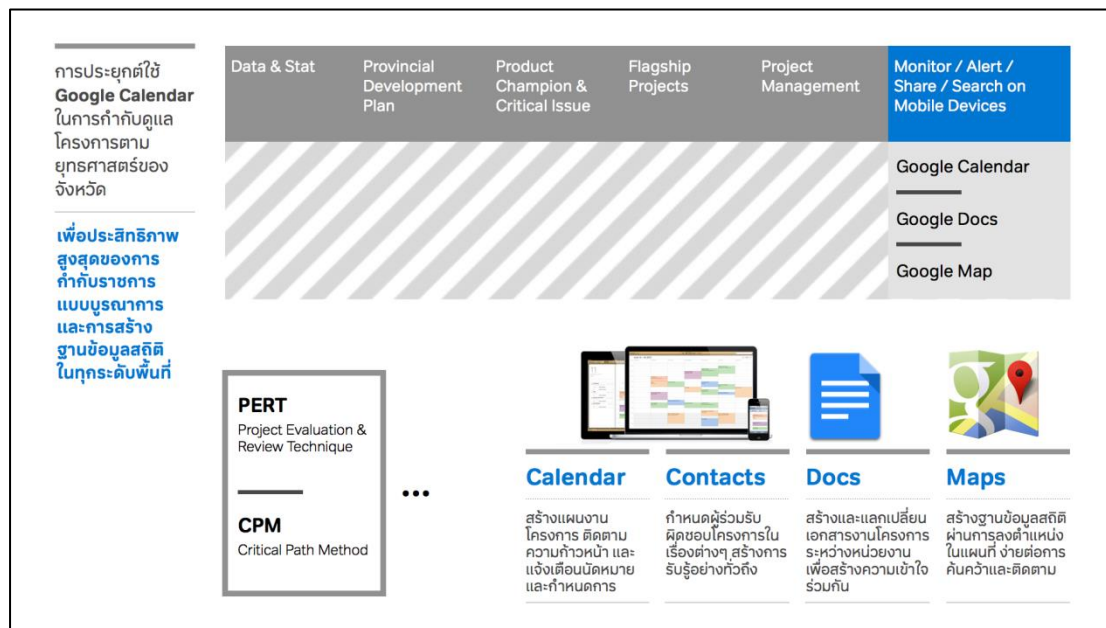 การประยุกต์ใช้
Google Calendar
ในการกำกับดูแล
โครงการตาม
ยุทธศาสตร์ของ
จังหวัด
เพื่อประสิทธิภาพ
สูงสุดของการ
กำกับราชการ
แบบบูรณาการ
และการสร้าง
ฐานข้อมูลสถิติ
ในทุกระดับพื้นที่
Data & Stat
Provincial
Development
Plan
Product
Champion &
Critical Issue
Flagship
Projects
Project
Management
Monitor / Alert /
Share / Search on
Mobile Devices
Google Calendar
Google Docs
Google Map
PERT
Project Evaluation &
Review Technique
CPM
Critical Path Method
...
Calendar
สร้างแผนงาน
โครงการ ติดตาม
ความก้าวหน้า และ
แจ้งเตือนนัดหมาย
และกำหนดการ
Contacts
กำหนดผู้ร่วมรับ
ผิดชอบโครงการใน
เรื่องต่างๆ สร้างการ
รับรู้อย่างทั่วถึง
Docs
สร้างและแลกเปลี่ยน
เอกสารงานโครงการ
ระหว่างหน่วยงาน
เพื่อสร้างความเข้าใจ
ร่วมกัน
Maps
สร้างฐานข้อมูลสถิติ
ผ่านการลงตำแหน่ง
ในแผนที่ ง่ายต่อการ
ค้นคว้าและติดตาม